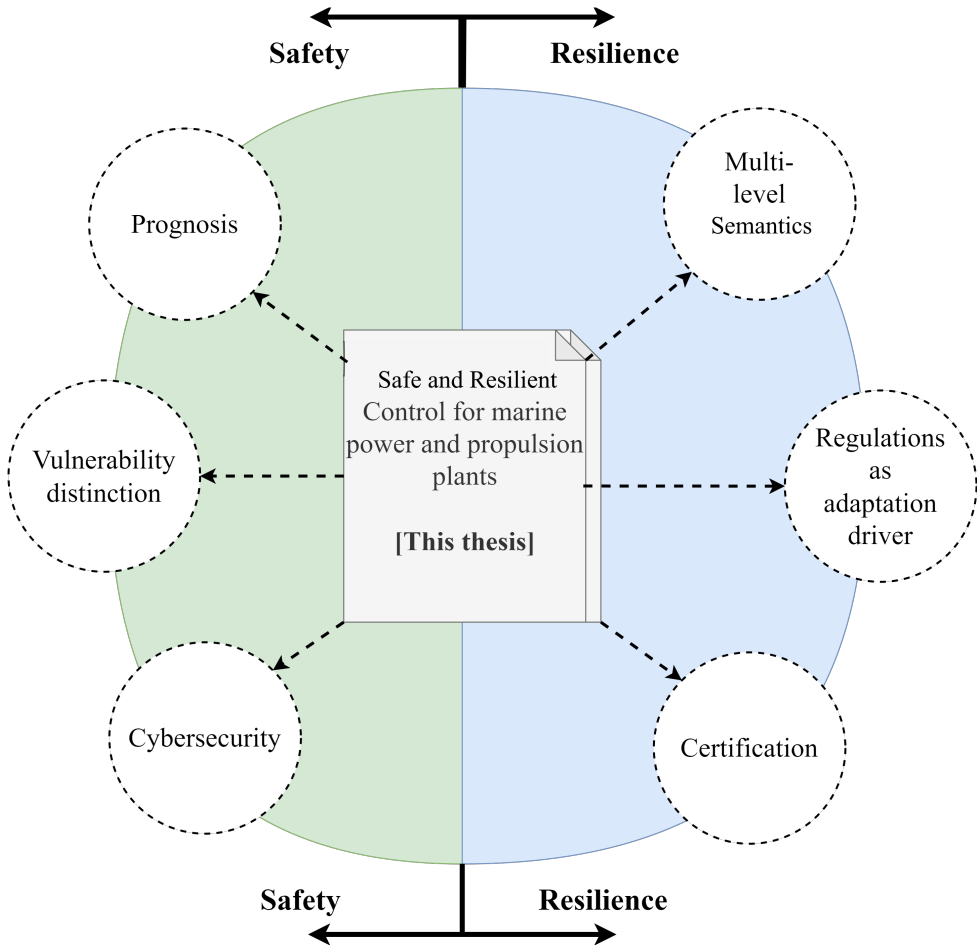 Safety
Resilience
Prognosis
Multi-
level
Semantics
Safe and Resilient
Control for marine
power and propulsion
plants
[This thesis]
Vulnerability
distinction
Regulations
as
adaptation
driver
Cybersecurity
Certification
Safety
Resilience